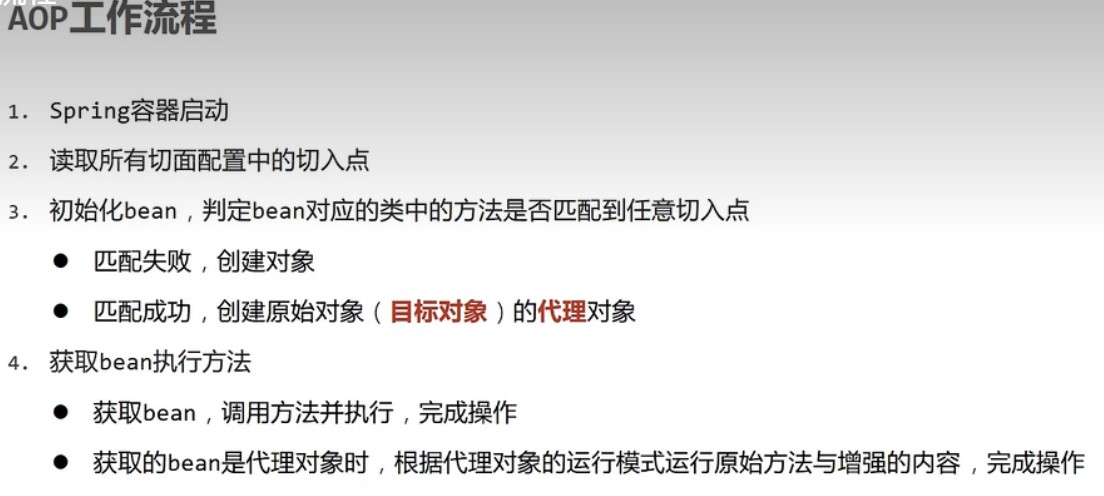 AOP工作流程
1. Spring容器启动
2. 读取所有切面配置中的切入点
3. 初始化bean，判定bean对应的类中的方法是否匹配到任意切入点
● 匹配失败，创建对象
● 匹配成功，创建原始对象（目标对象）的代理对象
4. 获取bean执行方法
● 获取bean，调用方法并执行，完成操作
● 获取的bean是代理对象时，根据代理对象的运行模式运行原始方法与增强的内容，完成操作